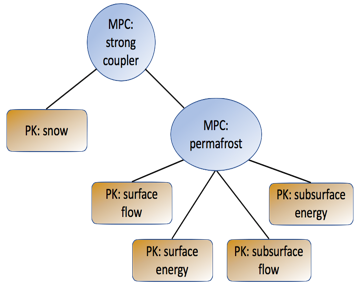 MPC:
strong
coupler
PK: snow
MPC:
permafrost
PK: surface
flow
PK: subsurface
energy
PK: surface
energy
PK: subsurface
flow